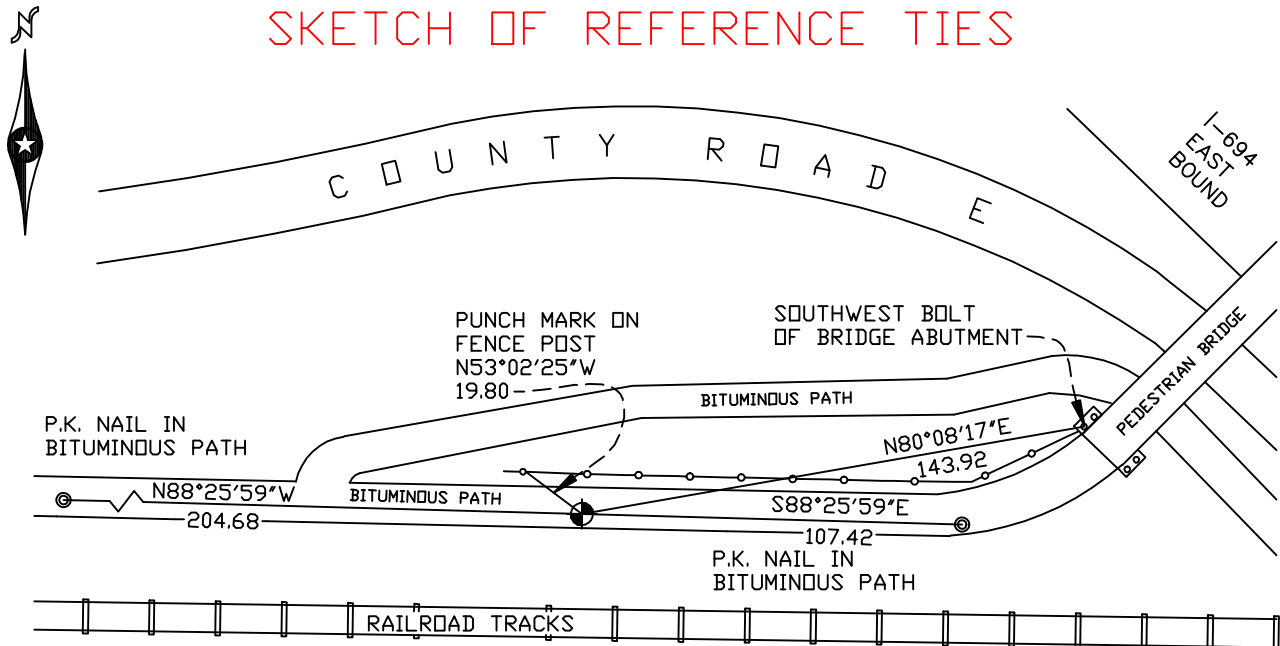 SKETCH OF REFERENCE TIES
N
COUNTY ROAD E
I-694
EAST
BOUND
PUNCH MARK ON
FENCE POST
N53°02'25"W
19.80
SOUTHWEST BOLT
OF BRIDGE ABUTMENT
PEDESTRIAN BRIDGE
BITUMINOUS PATH
P.K. NAIL IN
BITUMINOUS PATH
N80°08'17"E
143.92
N88°25'59"W
204.68
BITUMINOUS PATH
S88°25'59"E
107.42
P.K. NAIL IN
BITUMINOUS PATH
RAILROAD TRACKS